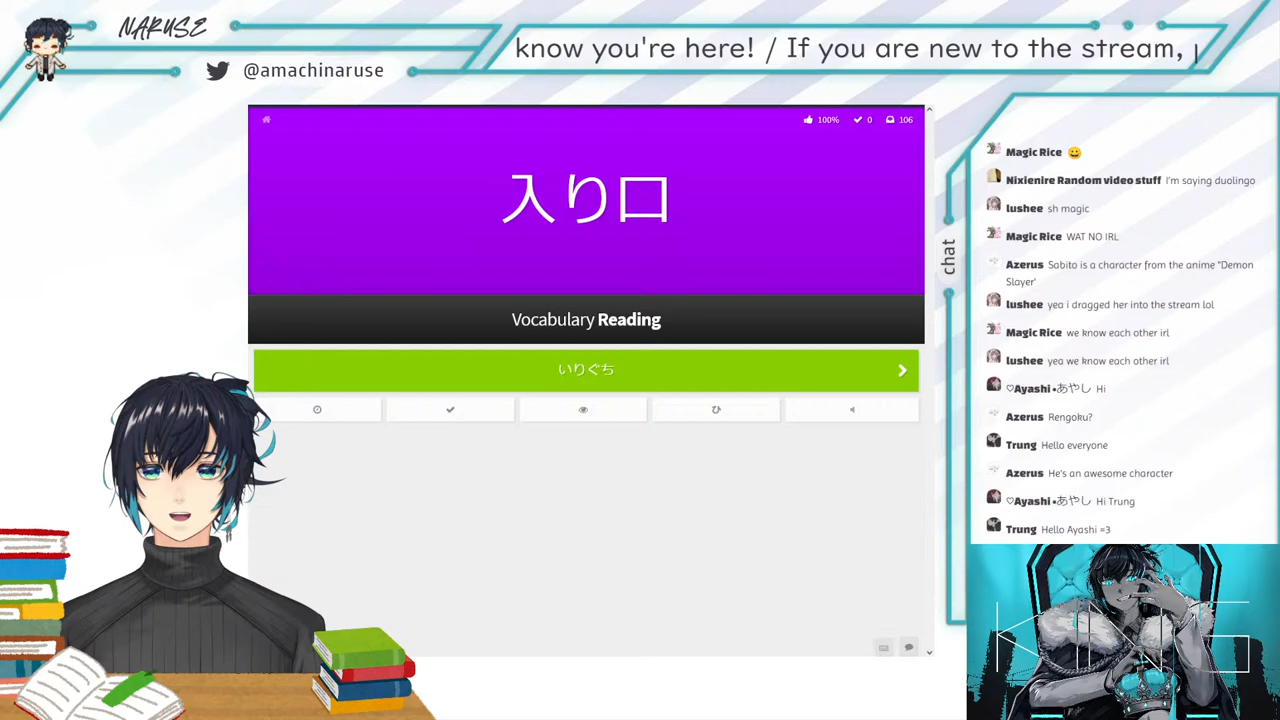 NARUSE
@amachinaruse
know you're here! / If you are new to the stream,
100% 0 106
入り口
Vocabulary Reading
いりぐち
ひ
chat
Magic Rice 😀
Nixienire Random video stuff I'm saying duolingo
lushee sh magic
Magic Rice WAT NO IRL
Azerus Sabito is a character from the anime "Demon
Slayer'
lushee yea i dragged her into the stream lol
Magic Rice we know each other irl
lushee yea we know each other irl
♡Ayashi •あやし Hi
Azerus Rengoku?
Trung Hello everyone
Azerus He's an awesome character
♡Ayashi •あやし Hi Trung
Trung Hello Ayashi =3
KING